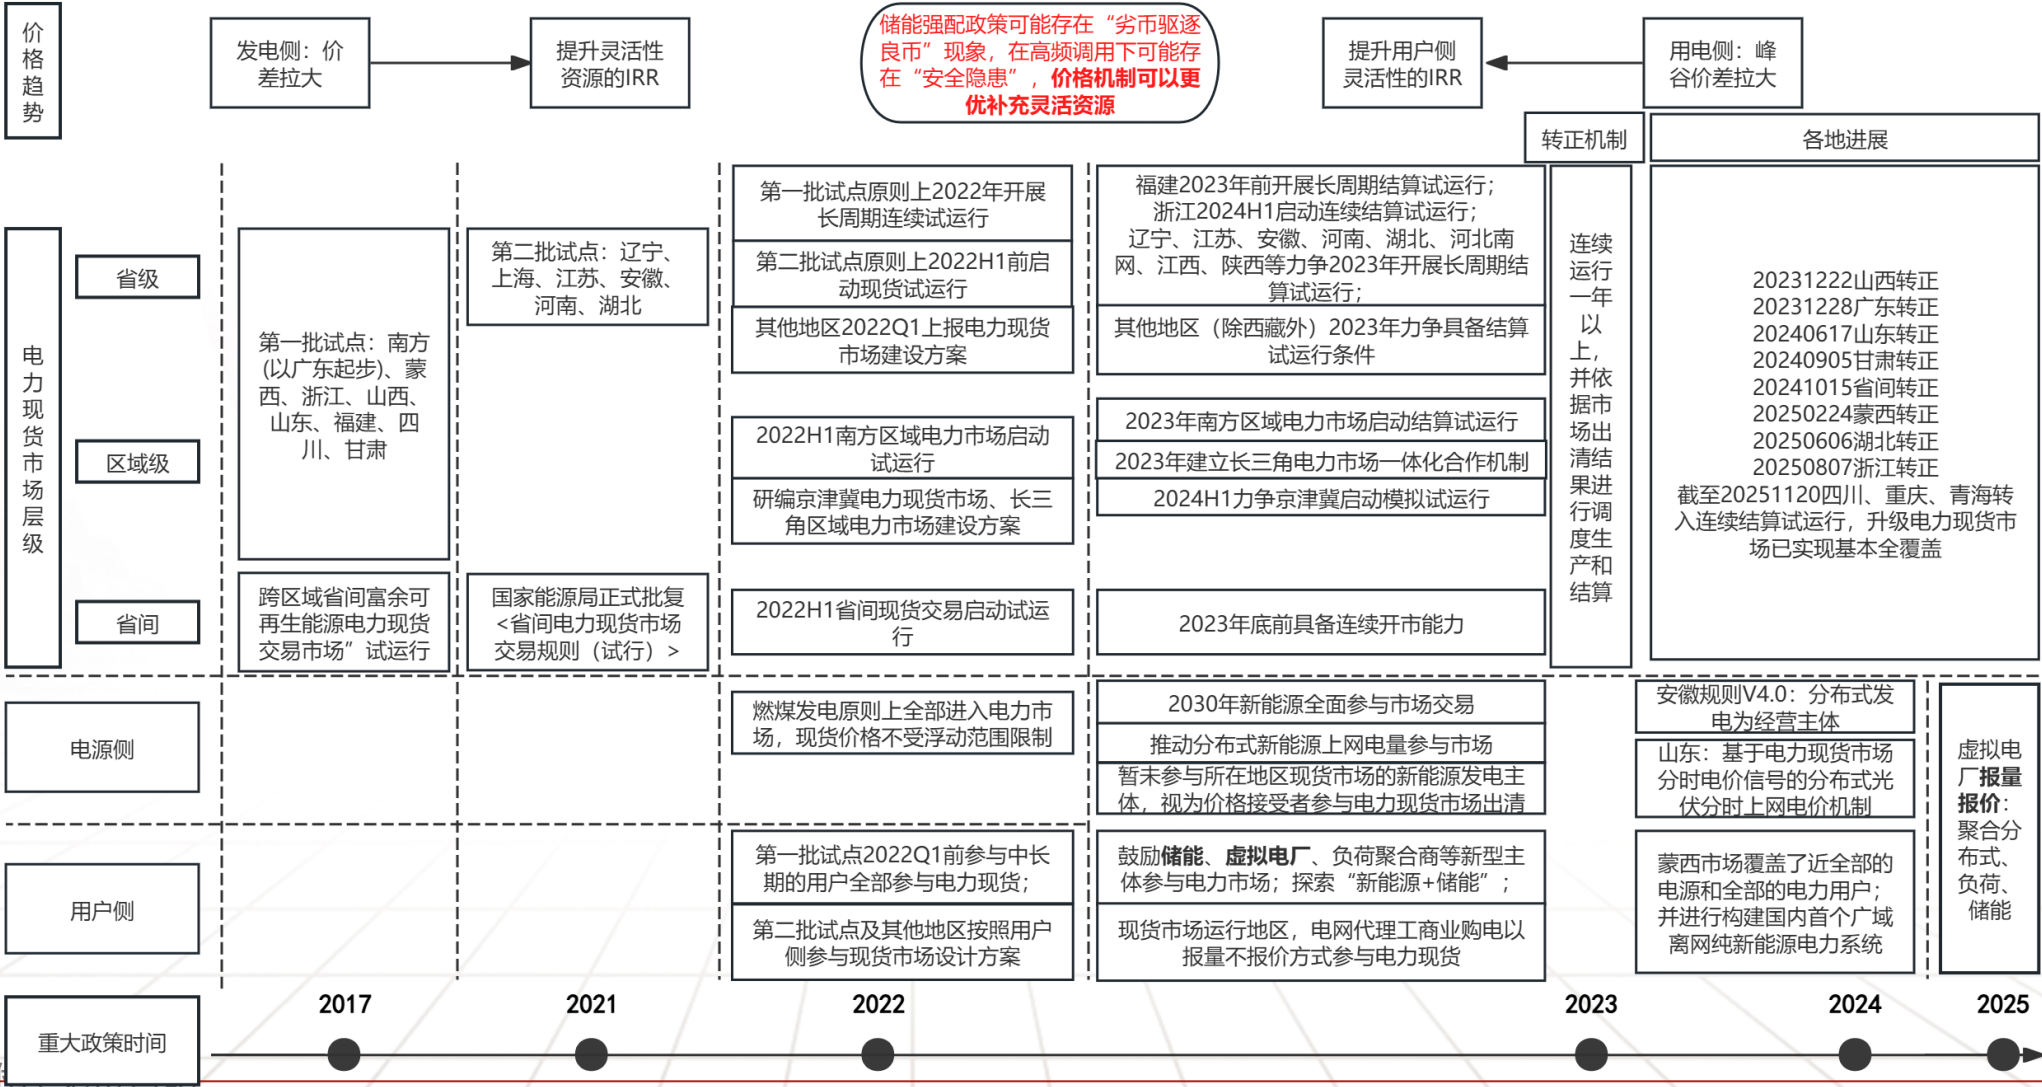 价
格
趋
势
发电侧：价
差拉大
提升灵活性
资源的IRR
储能强配政策可能存在“劣币驱逐
良币”现象，在高频调用下可能存
在“安全隐患”，价格机制可以更
优补充灵活资源
提升用户侧
灵活性的IRR
用电侧：峰
谷价差拉大
转正机制
各地进展
电
力
现
货
市
场
层
级
省级
区域级
省间
第一批试点：南方
(以广东起步)、蒙
西、浙江、山西、
山东、福建、四
川、甘肃
跨区域省间富余可
再生能源电力现货
交易市场”试运行
第二批试点：辽宁、
上海、江苏、安徽、
河南、湖北
国家能源局正式批复
<省间电力现货市场
交易规则（试行）>
第一批试点原则上2022年开展
长周期连续试运行
第二批试点原则上2022H1前启
动现货试运行
其他地区2022Q1上报电力现货
市场建设方案
2022H1南方区域电力市场启动
试运行
研编京津冀电力现货市场、长三
角区域电力市场建设方案
2022H1省间现货交易启动试运
行
福建2023年前开展长周期结算试运行；
浙江2024H1启动连续结算试运行；
辽宁、江苏、安徽、河南、湖北、河北南
网、江西、陕西等力争2023年开展长周期结
算试运行；
其他地区（除西藏外）2023年力争具备结算
试运行条件
2023年南方区域电力市场启动结算试运行
2023年建立长三角电力市场一体化合作机制
2024H1力争京津冀启动模拟试运行
2023年底前具备连续开市能力
连续
运行
一年
以
上，
并依
据市
场出
清结
果进
行调
度生
产和
结算
20231222山西转正
20231228广东转正
20240617山东转正
20240905甘肃转正
20241015省间转正
20250224蒙西转正
20250606湖北转正
20250807浙江转正
截至20251120四川、重庆、青海转
入连续结算试运行，升级电力现货市
场已实现基本全覆盖
电源侧
燃煤发电原则上全部进入电力市
场，现货价格不受浮动范围限制
2030年新能源全面参与市场交易
推动分布式新能源上网电量参与市场
暂未参与所在地区现货市场的新能源发电主
体，视为价格接受者参与电力现货市场出清
安徽规则V4.0：分布式发
电为经营主体
山东：基于电力现货市场
分时电价信号的分布式光
伏分时上网电价机制
虚拟电
厂报量
报价：
聚合分
布式、
负荷、
储能
用户侧
第一批试点2022Q1前参与中长
期的用户全部参与电力现货；
第二批试点及其他地区按照用户
侧参与现货市场设计方案
鼓励储能、虚拟电厂、负荷聚合商等新型主
体参与电力市场；探索“新能源+储能”；
现货市场运行地区，电网代理工商业购电以
报量不报价方式参与电力现货
蒙西市场覆盖了近全部的
电源和全部的电力用户；
并进行构建国内首个广域
离网纯新能源电力系统
重大政策时间
2017
2021
2022
2023
2024
2025